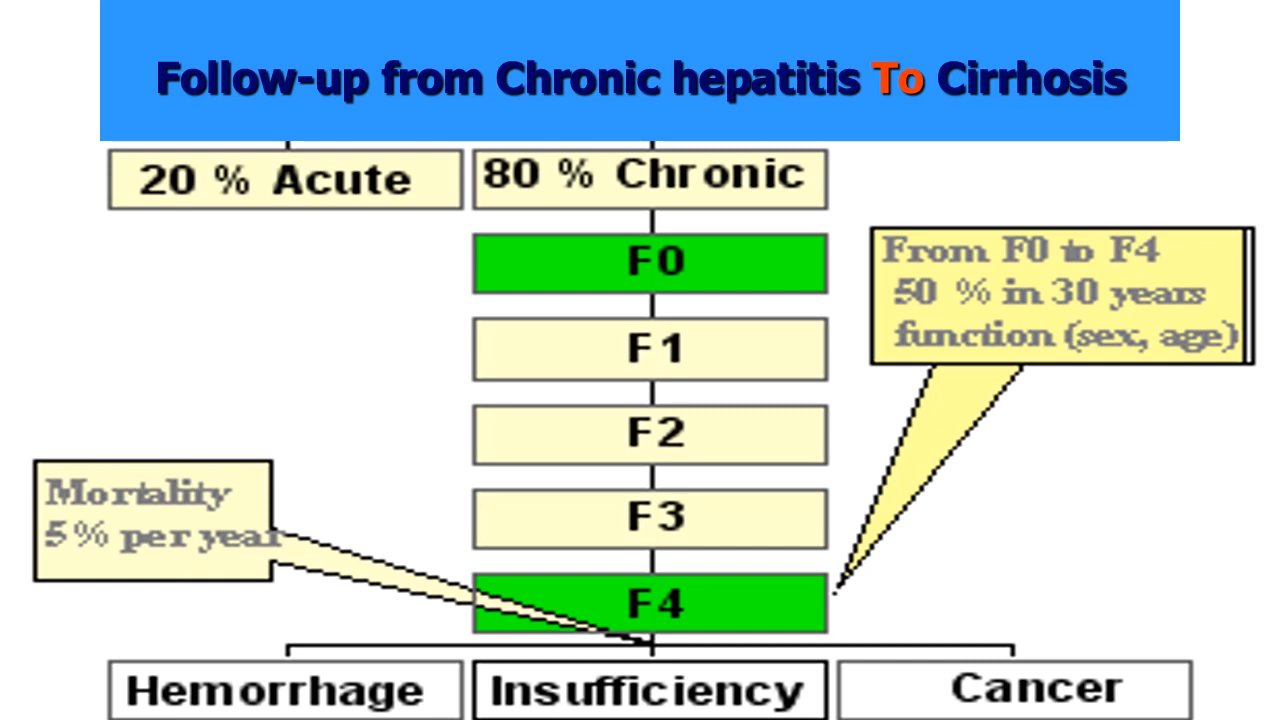 Follow-up from Chronic hepatitis To Cirrhosis
20 % Acute
80 % Chronic
F0
From F0 to F4
50 % in 30 years
function (sex, age)
F1
F2
Mortality
5% per year
F3
F4
Hemorrhage
Insufficiency
Cancer